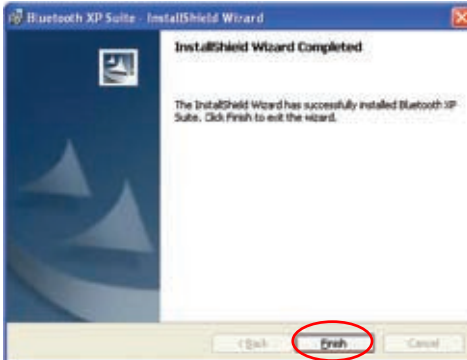 Bluetooth XP Suite - InstallShield Wizard
InstallShield Wizard Completed
The InstallShield Wizard has successfully installed Bluetooth XP
Suite. Click Finish to exit the wizard.
< Back
Finish
Cancel